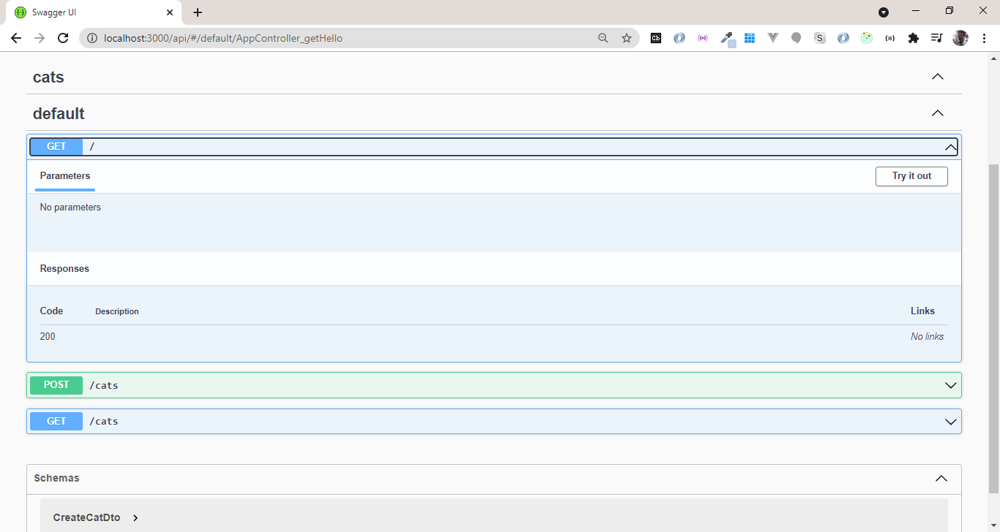 Swagger UI
localhost:3000/api/#/default/AppController_getHello
cats
default
GET /
Parameters
Try it out
No parameters
Responses
Code Description Links
200 No links
POST /cats
GET /cats
Schemas
CreateCatDto